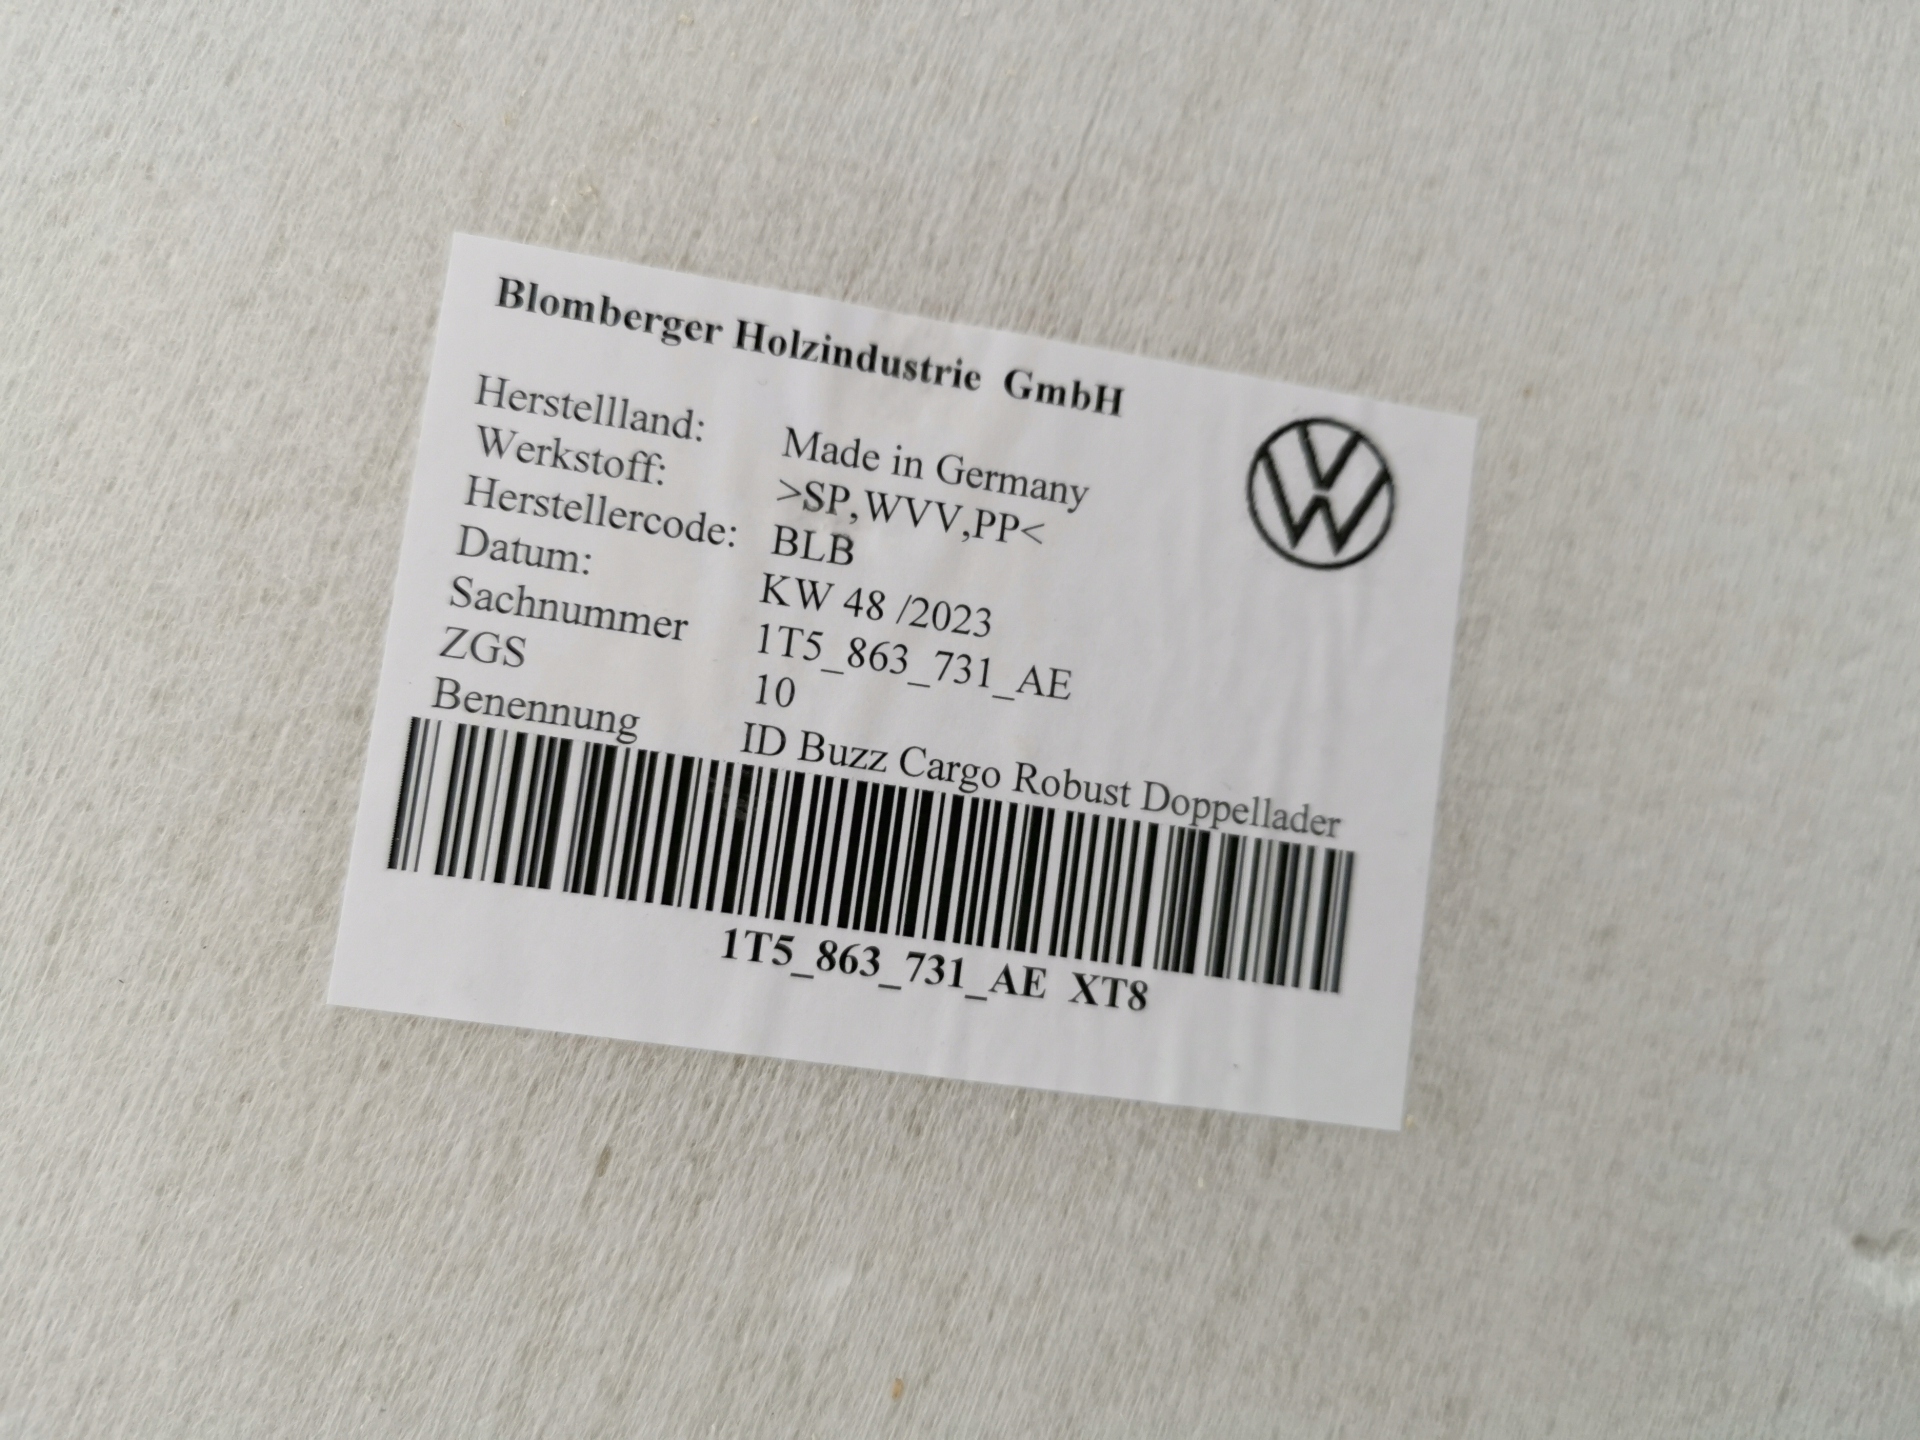 Blomberger Holzindustrie GmbH
Herstellland: Made in Germany
Werkstoff: >SP,WVV,PP<
Herstellercode: BLB
Datum: KW 48 /2023
Sachnummer 1T5_863_731_AE
ZGS 10
Benennung ID Buzz Cargo Robust Doppellader
1T5_863_731_AE XT8